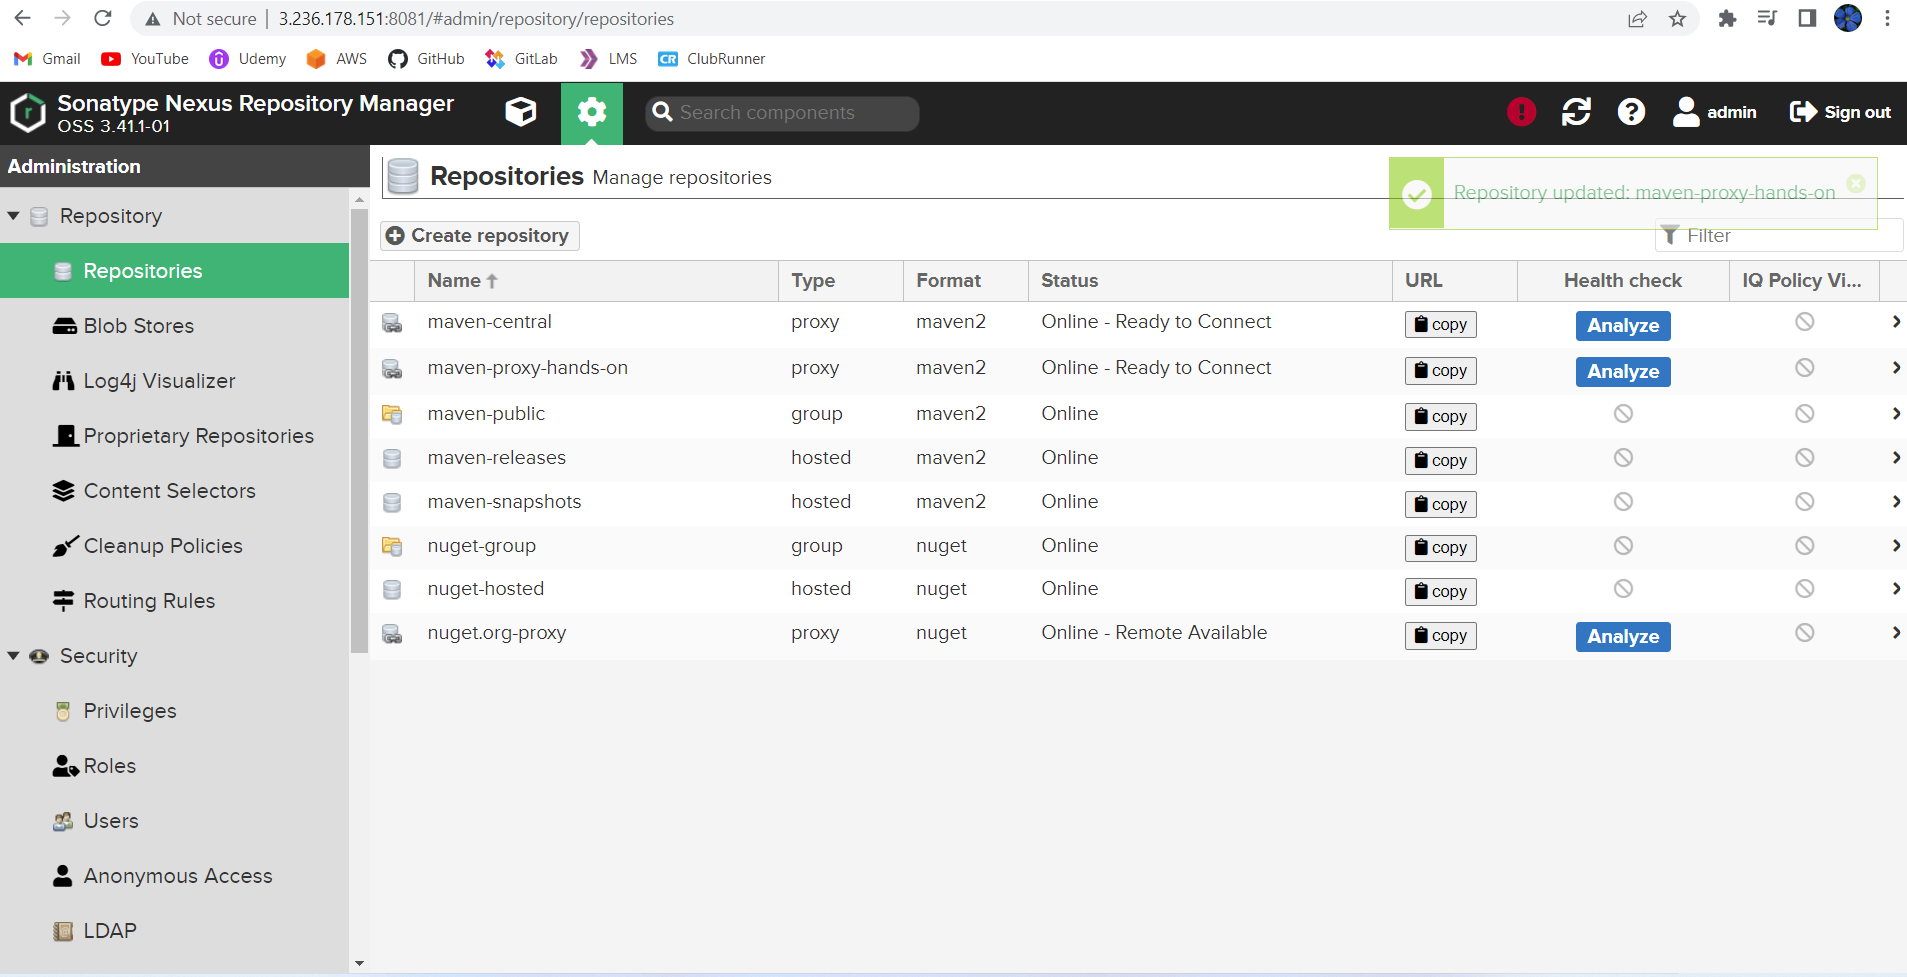 Not secure | 3.236.178.151:8081/#admin/repository/repositories
Gmail YouTube Udemy AWS GitHub GitLab LMS CR ClubRunner
Sonatype Nexus Repository Manager
OSS 3.41.1-01
Search components
admin Sign out
Administration
Repository
Repositories
Blob Stores
Log4j Visualizer
Proprietary Repositories
Content Selectors
Cleanup Policies
Routing Rules
Security
Privileges
Roles
Users
Anonymous Access
LDAP
Repositories Manage repositories
Repository updated: maven-proxy-hands-on
Create repository
Filter
Name Type Format Status URL Health check IQ Policy Vi...
maven-central proxy maven2 Online - Ready to Connect copy Analyze
maven-proxy-hands-on proxy maven2 Online - Ready to Connect copy Analyze
maven-public group maven2 Online copy
maven-releases hosted maven2 Online copy
maven-snapshots hosted maven2 Online copy
nuget-group group nuget Online copy
nuget-hosted hosted nuget Online copy
nuget.org-proxy proxy nuget Online - Remote Available copy Analyze